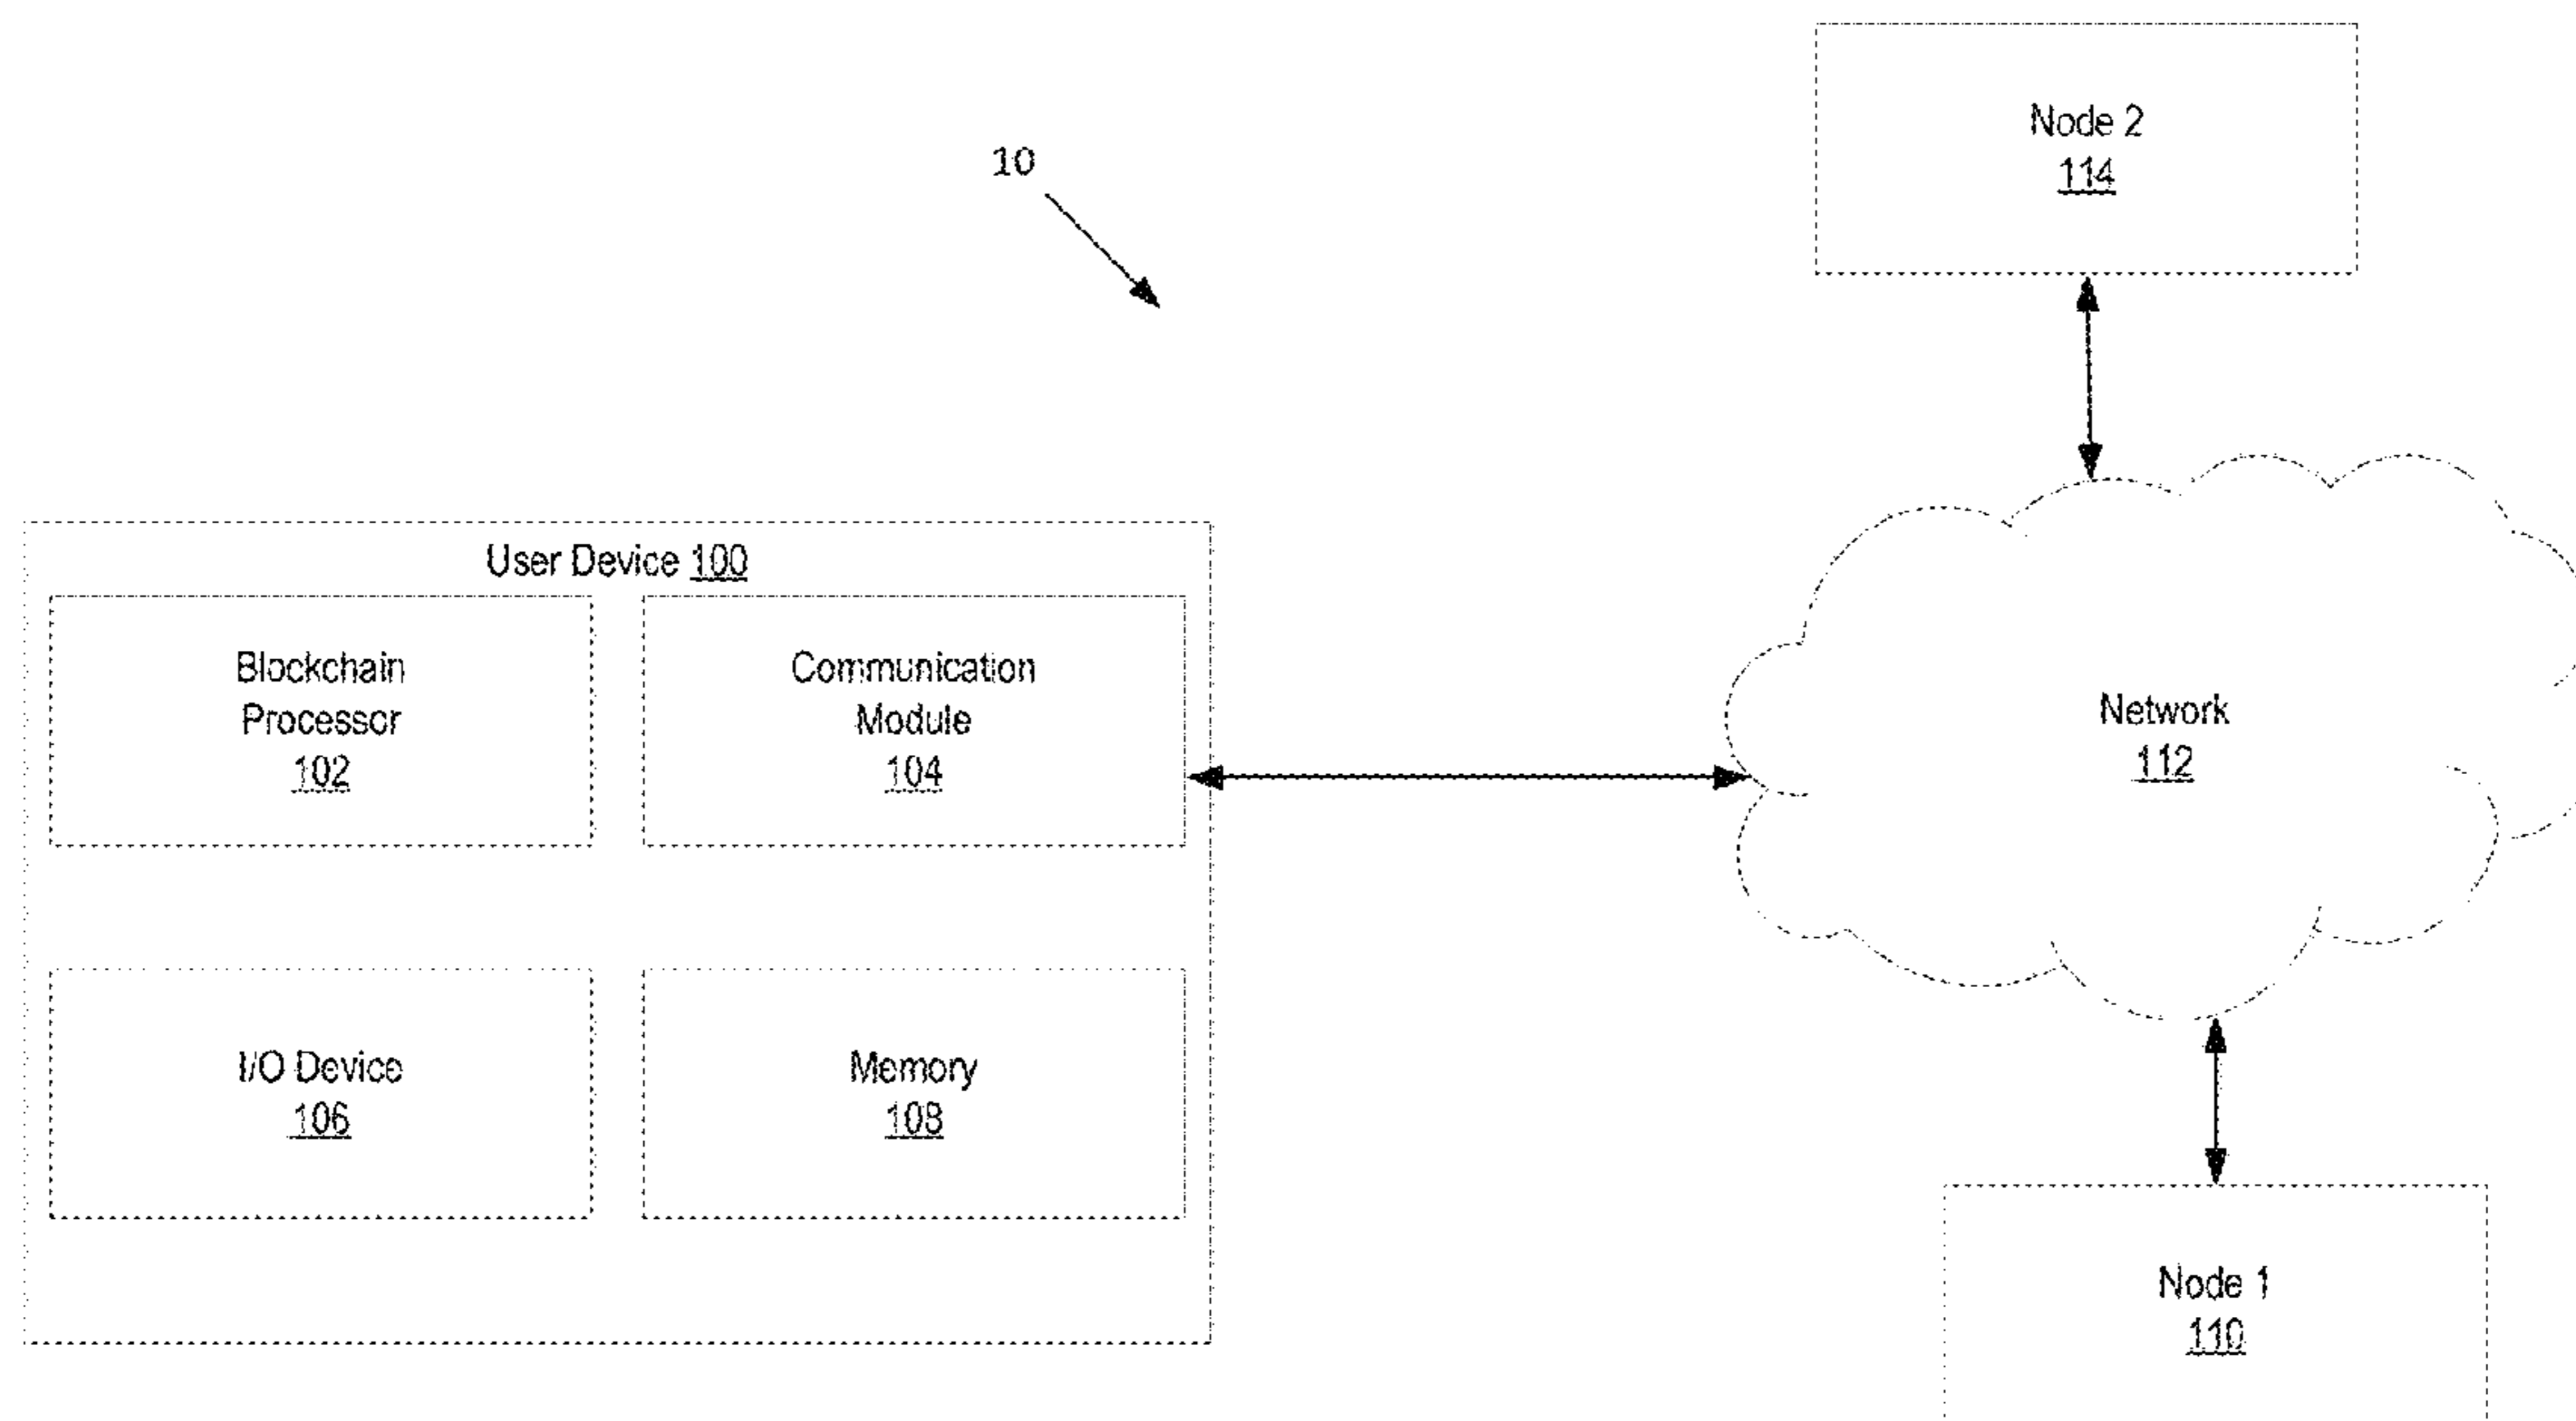 Node 2
114
10
User Device 100
Blockchain
Processor
102
Communication
Module
104
Network
112
I/O Device
106
Memory
108
Node 1
110